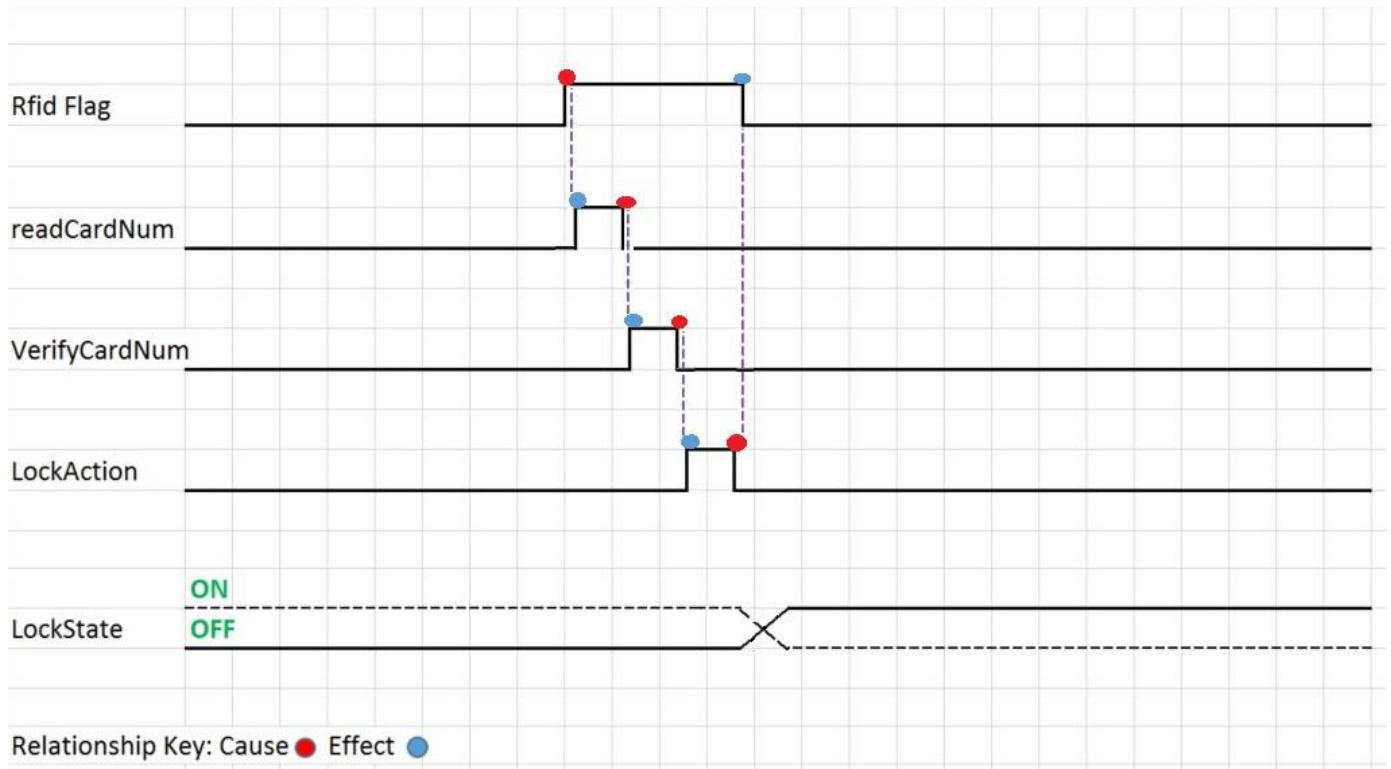 Rfid Flag
readCardNum
VerifyCardNum
LockAction
ON
LockState OFF
Relationship Key: Cause Effect